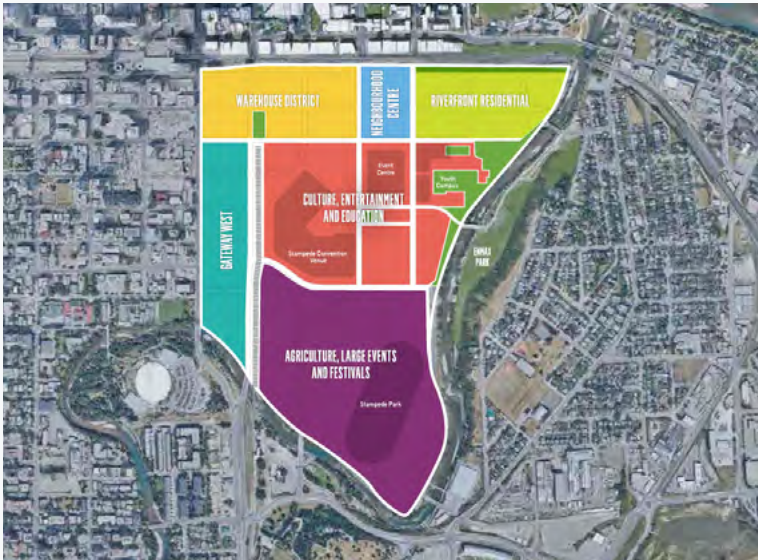 WAREHOUSE DISTRICT
NEIGHBOURHOOD
CENTRE
RIVERFRONT RESIDENTIAL
Event
Centre
Youth
Campus
CULTURE, ENTERTAINMENT
AND EDUCATION
GATEWAY WEST
Stampede Convention
Venue
ENMAX
PARK
AGRICULTURE, LARGE EVENTS
AND FESTIVALS
Stampede Park